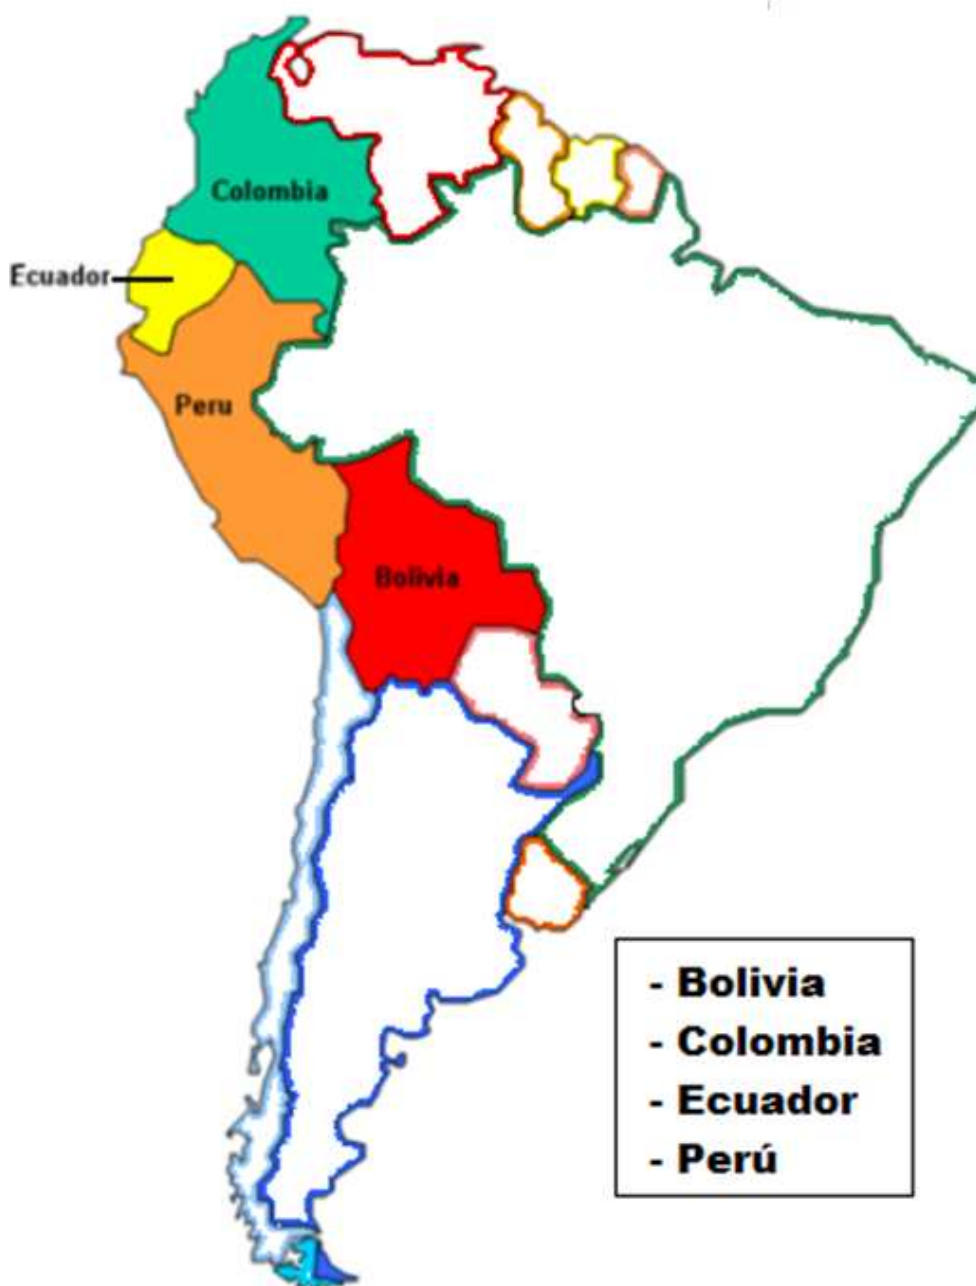 Colombia
Ecuador
Peru
Bolivia
- Bolivia
- Colombia
- Ecuador
- Perú